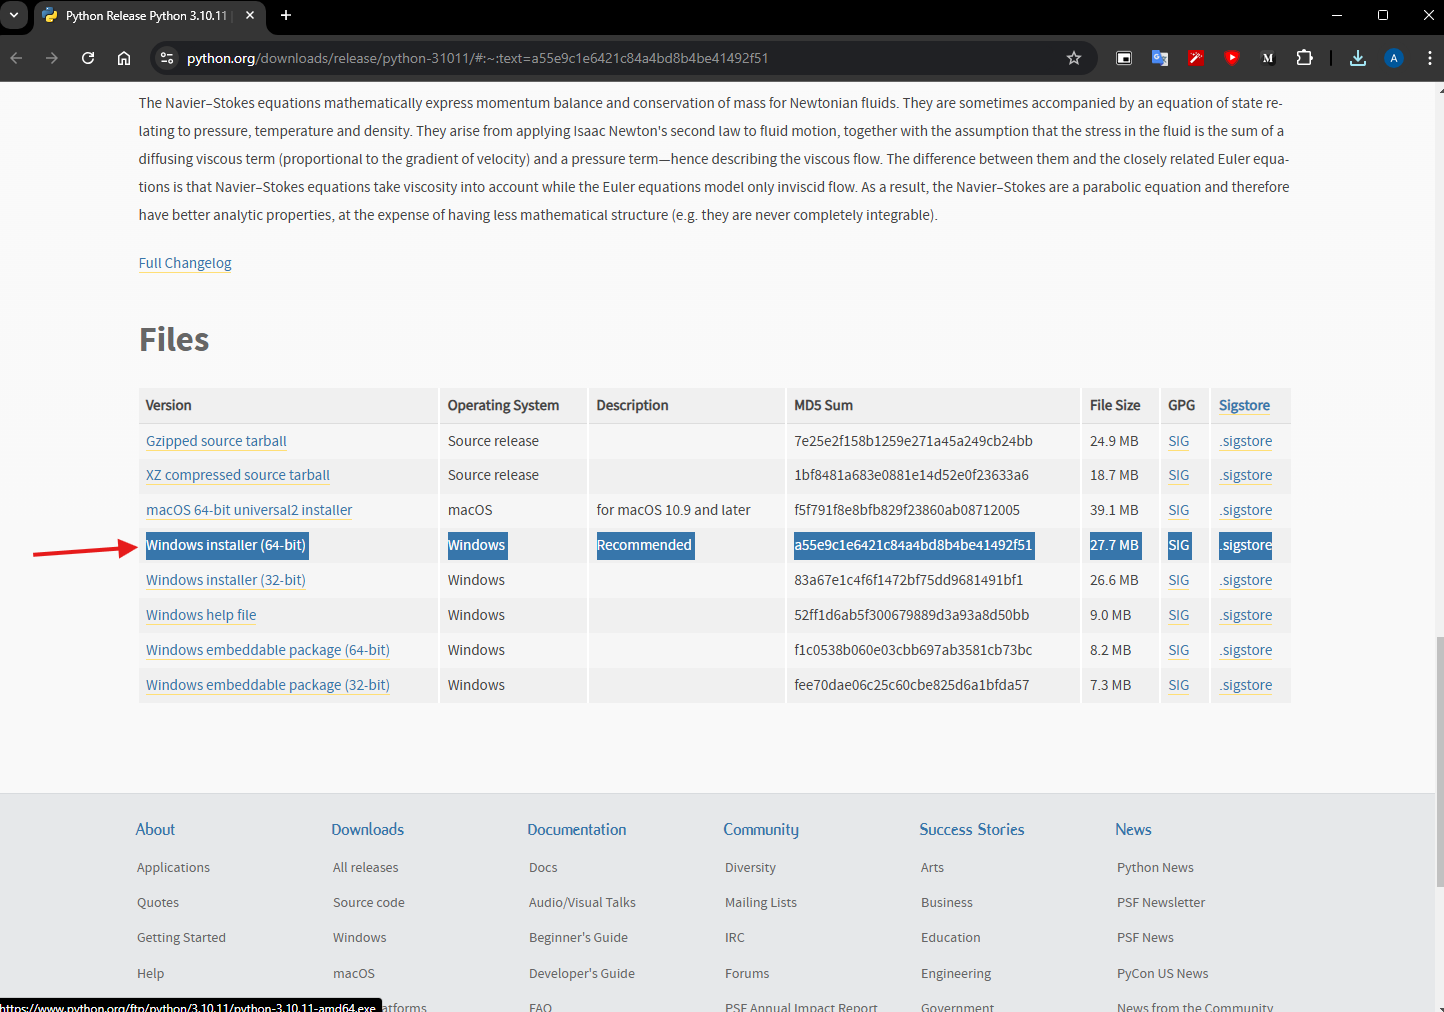 Python Release Python 3.10.11 |
python.org/downloads/release/python-31011/#:~:text=a55e9c1e6421c84a4bd8b4be41492f51
M
A
The Navier–Stokes equations mathematically express momentum balance and conservation of mass for Newtonian fluids. They are sometimes accompanied by an equation of state re-
lating to pressure, temperature and density. They arise from applying Isaac Newton's second law to fluid motion, together with the assumption that the stress in the fluid is the sum of a
diffusing viscous term (proportional to the gradient of velocity) and a pressure term—hence describing the viscous flow. The difference between them and the closely related Euler equa-
tions is that Navier–Stokes equations take viscosity into account while the Euler equations model only inviscid flow. As a result, the Navier–Stokes are a parabolic equation and therefore
have better analytic properties, at the expense of having less mathematical structure (e.g. they are never completely integrable).
Full Changelog
Files
Version Operating System Description MD5 Sum File Size GPG Sigstore
Gzipped source tarball Source release 7e25e2f158b1259e271a45a249cb24bb 24.9 MB SIG .sigstore
XZ compressed source tarball Source release 1bf8481a683e0881e14d52e0f23633a6 18.7 MB SIG .sigstore
macOS 64-bit universal2 installer macOS for macOS 10.9 and later f5f791f8e8bfb829f23860ab08712005 39.1 MB SIG .sigstore
Windows installer (64-bit) Windows Recommended a55e9c1e6421c84a4bd8b4be41492f51 27.7 MB SIG .sigstore
Windows installer (32-bit) Windows 83a67e1c4f6f1472bf75dd9681491bf1 26.6 MB SIG .sigstore
Windows help file Windows 52ff1d6ab5f300679889d3a93a8d50bb 9.0 MB SIG .sigstore
Windows embeddable package (64-bit) Windows f1c0538b060e03cbb697ab3581cb73bc 8.2 MB SIG .sigstore
Windows embeddable package (32-bit) Windows fee70dae06c25c60cbe825d6a1bfda57 7.3 MB SIG .sigstore
About Downloads Documentation Community Success Stories News
Applications All releases Docs Diversity Arts Python News
Quotes Source code Audio/Visual Talks Mailing Lists Business PSF Newsletter
Getting Started Windows Beginner's Guide IRC Education PSF News
Help macOS Developer's Guide Forums Engineering PyCon US News
https://www.python.org/ftp/python/3.10.11/python-3.10.11-amd64.exe atforms FAQ PSF Annual Impact Report Government News from the Community